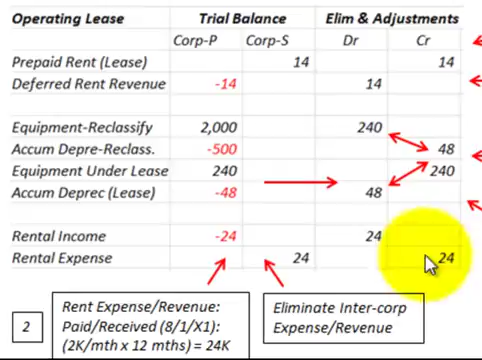 Operating Lease Trial Balance Elim & Adjustments
Corp-P Corp-S Dr Cr
Prepaid Rent (Lease) 14 14
Deferred Rent Revenue -14 14
Equipment-Reclassify 2,000 240
Accum Depre-Reclass. -500 48
Equipment Under Lease 240 240
Accum Deprec (Lease) -48 48
Rental Income -24 24
Rental Expense 24 24
2
Rent Expense/Revenue:
Paid/Received (8/1/X1):
(2K/mth x 12 mths) = 24K
Eliminate Inter-corp
Expense/Revenue